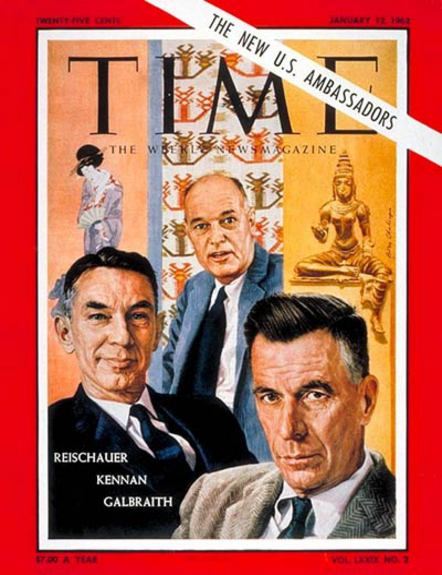 TWENTY-FIVE CENTS
JANUARY 12, 1962
THE NEW U.S. AMBASSADORS
TIME
THE WEEKLY NEWSMAGAZINE
REISCHAUER
KENNAN
GALBRAITH
$7.00 A YEAR
VOL. LXXIX NO. 2